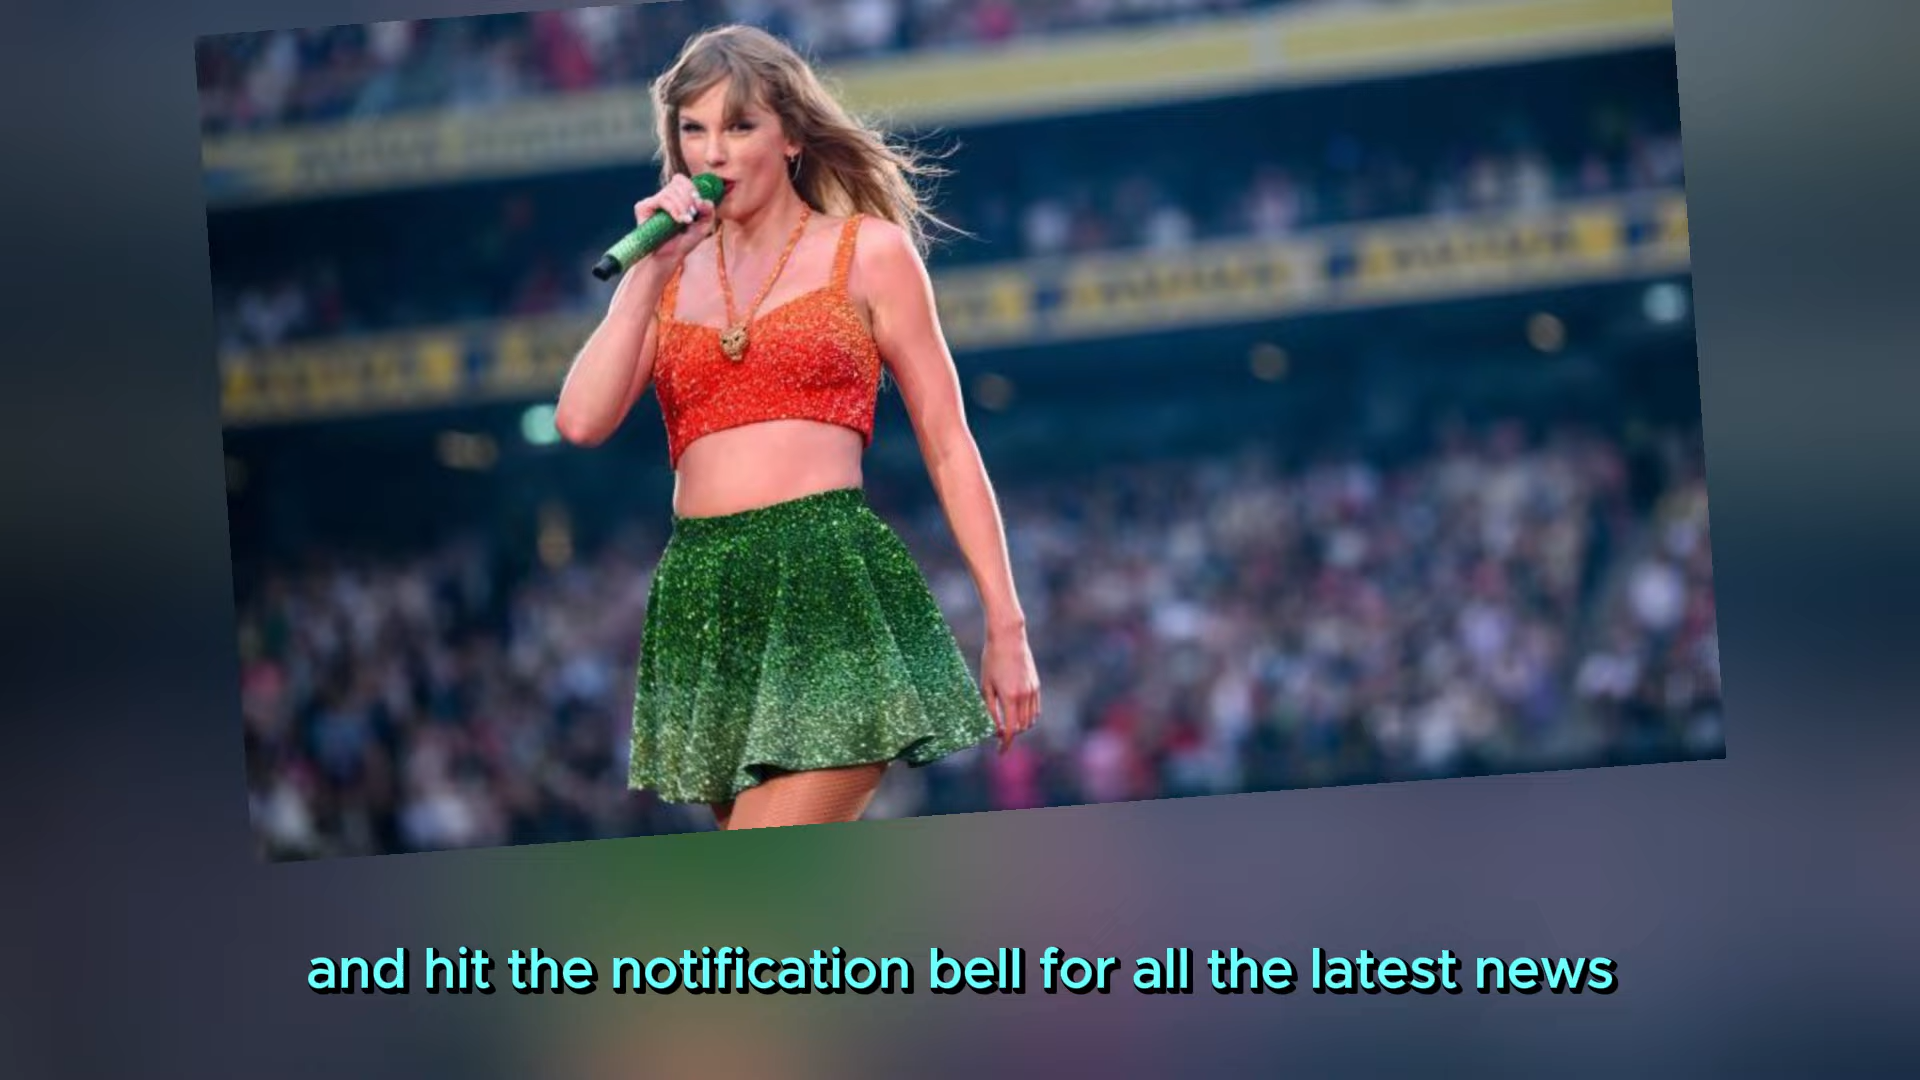 and hit the notification bell for all the latest news